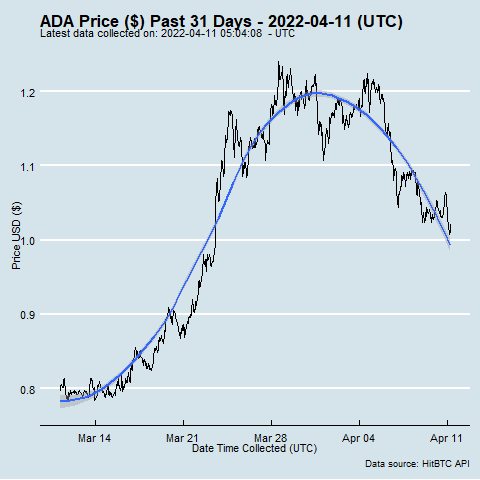 ADA Price ($) Past 31 Days - 2022-04-11 (UTC)
Latest data collected on: 2022-04-11 05:04:08 - UTC
Price USD ($)
1.2
1.1
1.0
0.9
0.8
Mar 14 Mar 21 Mar 28 Apr 04 Apr 11
Date Time Collected (UTC)
Data source: HitBTC API